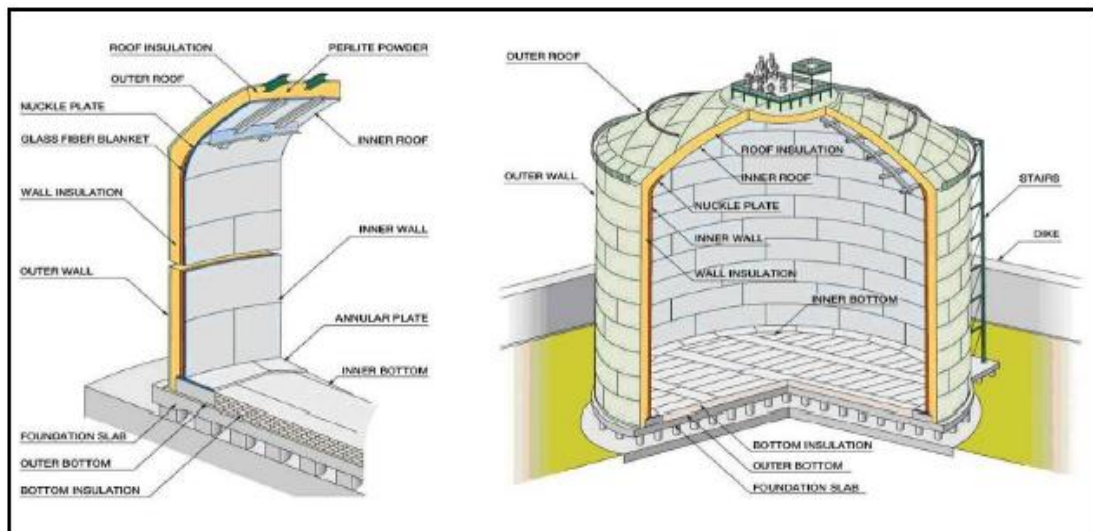 ROOF INSULATION
PERLITE POWDER
OUTER ROOF
NUCKLE PLATE
GLASS FIBER BLANKET
INNER ROOF
WALL INSULATION
INNER WALL
OUTER WALL
ANNULAR PLATE
INNER BOTTOM
FOUNDATION SLAB
OUTER BOTTOM
BOTTOM INSULATION
OUTER ROOF
ROOF INSULATION
INNER ROOF
OUTER WALL
STAIRS
NUCKLE PLATE
DIKE
INNER WALL
WALL INSULATION
INNER BOTTOM
BOTTOM INSULATION
OUTER BOTTOM
FOUNDATION SLAB